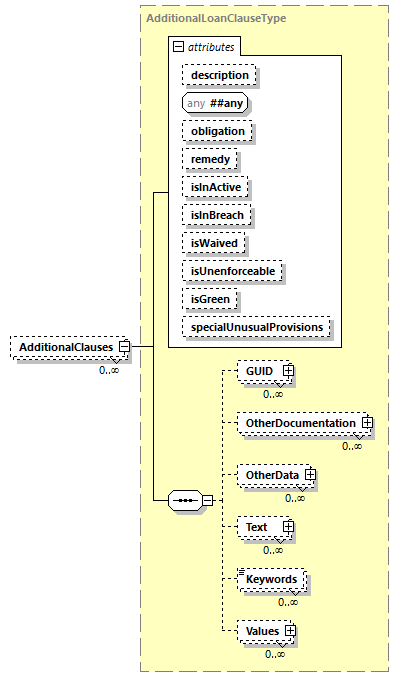 AdditionalLoanClauseType
attributes
description
any ##any
obligation
remedy
isInActive
isInBreach
isWaived
isUnenforceable
isGreen
specialUnusualProvisions
AdditionalClauses
0..∞
GUID
0..∞
OtherDocumentation
0..∞
OtherData
0..∞
Text
0..∞
Keywords
0..∞
Values
0..∞